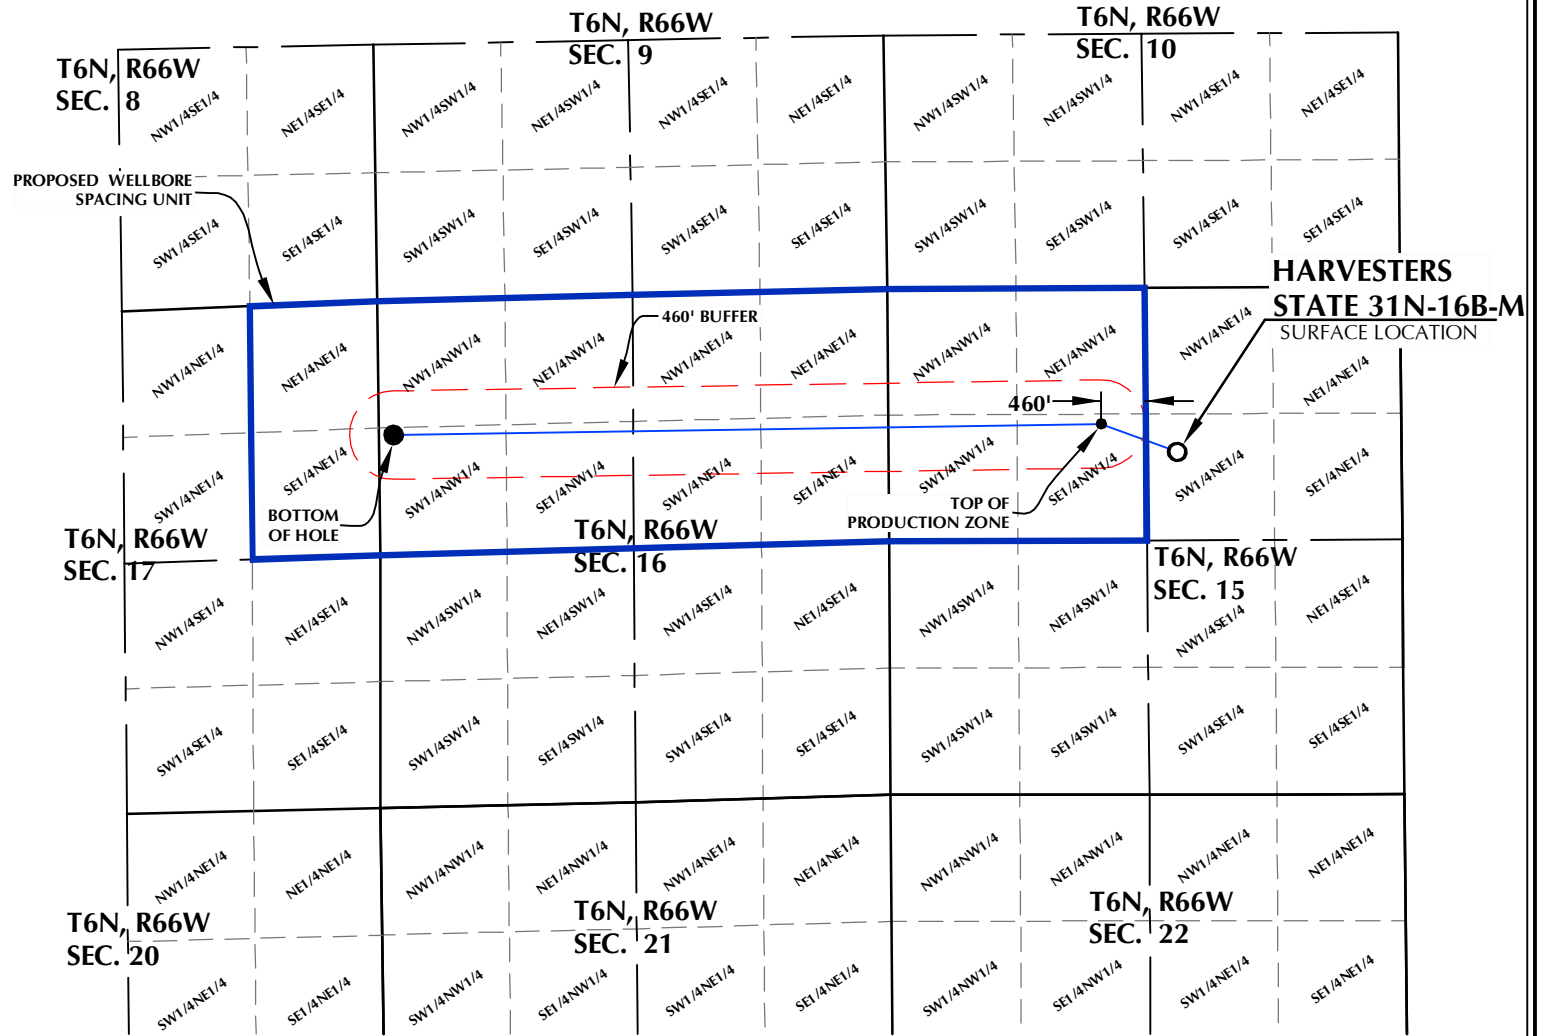 T6N, R66W
SEC. 9
T6N, R66W
SEC. 10
T6N, R66W
SEC. 8
NW1/4SE1/4
NE1/4SE1/4
NW1/4SW1/4
NE1/4SW1/4
NW1/4SE1/4
NE1/4SE1/4
NW1/4SW1/4
NE1/4SW1/4
NW1/4SE1/4
NE1/4SE1/4
PROPOSED WELLBORE
SPACING UNIT
SW1/4SE1/4
SE1/4SE1/4
SW1/4SW1/4
SE1/4SW1/4
SW1/4SE1/4
SE1/4SE1/4
SW1/4SW1/4
SE1/4SW1/4
SW1/4SE1/4
SE1/4SE1/4
HARVESTERS
STATE 31N-16B-M
SURFACE LOCATION
460' BUFFER
NW1/4NE1/4
NE1/4NE1/4
NW1/4NW1/4
NE1/4NW1/4
NW1/4NE1/4
NE1/4NE1/4
NW1/4NW1/4
NE1/4NW1/4
NW1/4NE1/4
NE1/4NE1/4
460'
SW1/4NE1/4
SE1/4NE1/4
SW1/4NW1/4
SE1/4NW1/4
SW1/4NE1/4
SE1/4NE1/4
SW1/4NW1/4
SE1/4NW1/4
SW1/4NE1/4
SE1/4NE1/4
BOTTOM
OF HOLE
TOP OF
PRODUCTION ZONE
T6N, R66W
SEC. 17
T6N, R66W
SEC. 16
T6N, R66W
SEC. 15
NW1/4SE1/4
NE1/4SE1/4
NW1/4SW1/4
NE1/4SW1/4
NW1/4SE1/4
NE1/4SE1/4
NW1/4SW1/4
NE1/4SW1/4
NW1/4SE1/4
NE1/4SE1/4
SW1/4SE1/4
SE1/4SE1/4
SW1/4SW1/4
SE1/4SW1/4
SW1/4SE1/4
SE1/4SE1/4
SW1/4SW1/4
SE1/4SW1/4
SW1/4SE1/4
SE1/4SE1/4
NW1/4NE1/4
NE1/4NE1/4
NW1/4NW1/4
NE1/4NW1/4
NW1/4NE1/4
NE1/4NE1/4
NW1/4NW1/4
NE1/4NW1/4
NW1/4NE1/4
NE1/4NE1/4
T6N, R66W
SEC. 20
T6N, R66W
SEC. 21
T6N, R66W
SEC. 22
SW1/4NE1/4
SE1/4NE1/4
SW1/4NW1/4
SE1/4NW1/4
SW1/4NE1/4
SE1/4NE1/4
SW1/4NW1/4
SE1/4NW1/4
SW1/4NE1/4
SE1/4NE1/4